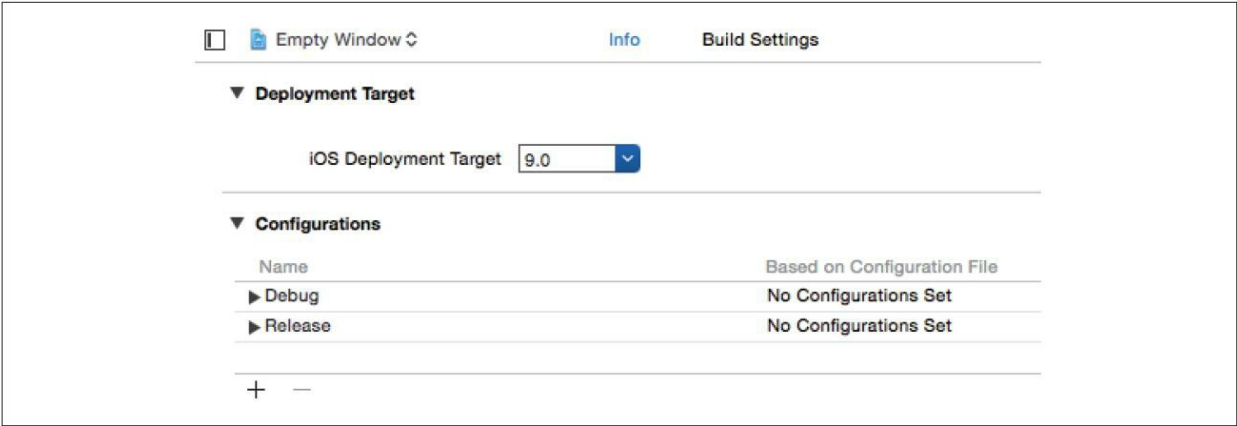 Empty Window Info Build Settings
Deployment Target
iOS Deployment Target 9.0
Configurations
Name Based on Configuration File
Debug No Configurations Set
Release No Configurations Set
+ −